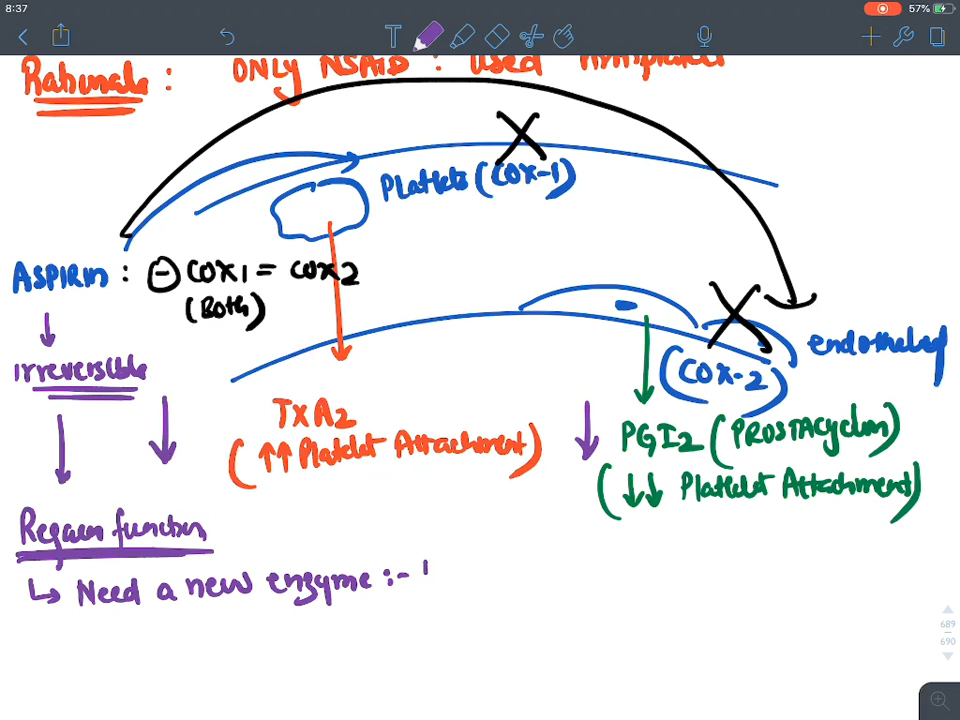 8:37
57%
Rationale : ONLY NSAID : used Antiplatelet
Platelets (COX-1)
ASPIRIN : ⊖ COX1 = COX2
(Both)
irreversible
endothelial
(COX-2)
TXA2
(↑↑ Platelet Attachment)
↓ PGI2 (PROSTACyclin)
(↓↓ Platelet Attachment)
Regain function
↳ Need a new enzyme :-
689
690